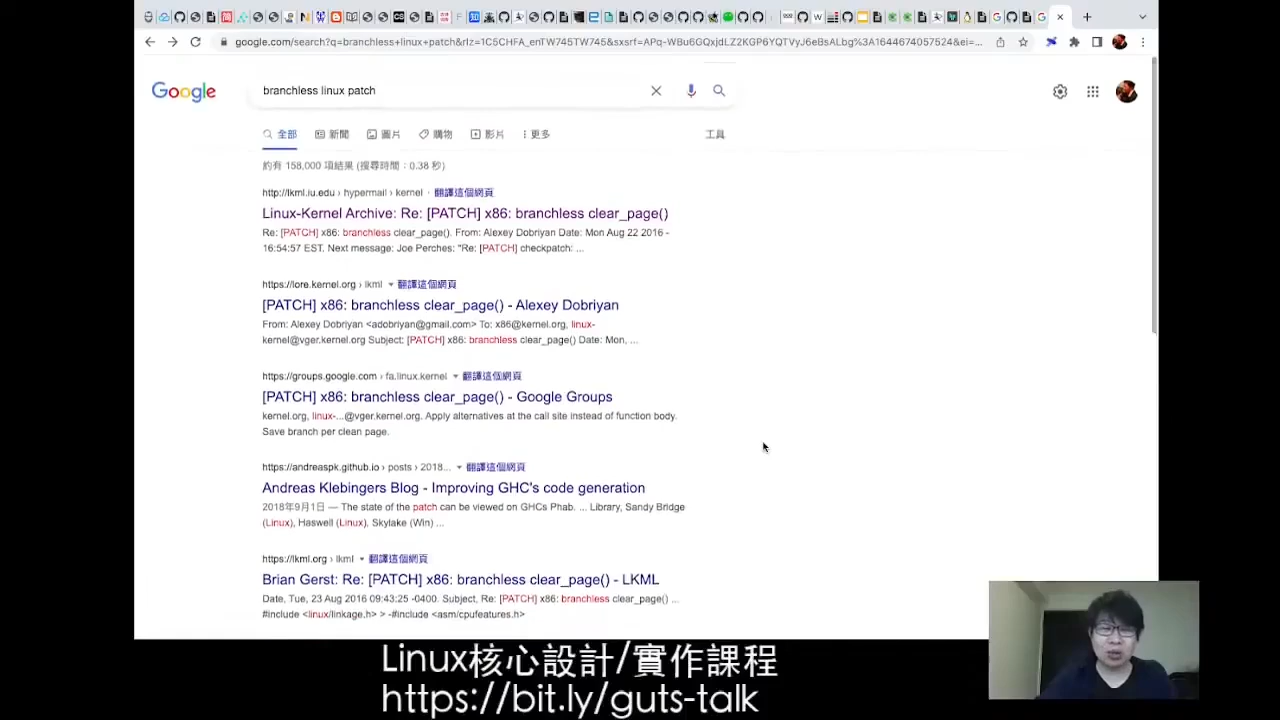 google.com/search?q=branchless+linux+patch&rlz=1C5CHFA_enTW745TW745&sxsrf=APq-WBu6GQxjdLZ2KGP6YQTVyJ6eBsALbg%3A1644674057524&ei=...
Google
branchless linux patch
全部 新聞 圖片 購物 影片 更多 工具
約有 158,000 項結果 (搜尋時間：0.38 秒)
http://lkml.iu.edu › hypermail › kernel · 翻譯這個網頁
Linux-Kernel Archive: Re: [PATCH] x86: branchless clear_page()
Re: [PATCH] x86: branchless clear_page(). From: Alexey Dobriyan Date: Mon Aug 22 2016 -
16:54:57 EST. Next message: Joe Perches: "Re: [PATCH] checkpatch: ...
https://lore.kernel.org › lkml 翻譯這個網頁
[PATCH] x86: branchless clear_page() - Alexey Dobriyan
From: Alexey Dobriyan <adobriyan@gmail.com> To: x86@kernel.org, linux-
kernel@vger.kernel.org Subject: [PATCH] x86: branchless clear_page() Date: Mon, ...
https://groups.google.com › fa.linux.kernel 翻譯這個網頁
[PATCH] x86: branchless clear_page() - Google Groups
kernel.org, linux-...@vger.kernel.org. Apply alternatives at the call site instead of function body.
Save branch per clean page.
https://andreaspk.github.io › posts › 2018... 翻譯這個網頁
Andreas Klebingers Blog - Improving GHC's code generation
2018年9月1日 — The state of the patch can be viewed on GHCs Phab. ... Library, Sandy Bridge
(Linux), Haswell (Linux), Skylake (Win) ...
https://lkml.org › lkml 翻譯這個網頁
Brian Gerst: Re: [PATCH] x86: branchless clear_page() - LKML
Date, Tue, 23 Aug 2016 09:43:25 -0400. Subject, Re: [PATCH] x86: branchless clear_page() ...
#include <linux/linkage.h> > -#include <asm/cpufeatures.h>
Linux核心設計/實作課程
https://bit.ly/guts-talk